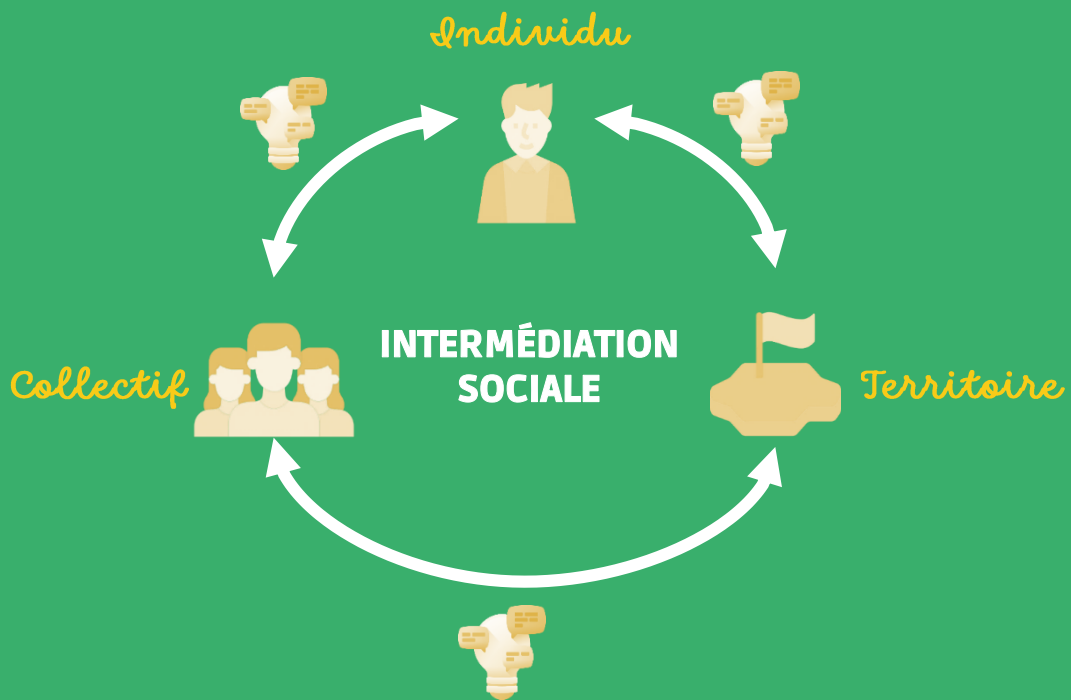 Individu
INTERMÉDIATION
SOCIALE
Collectif
Territoire